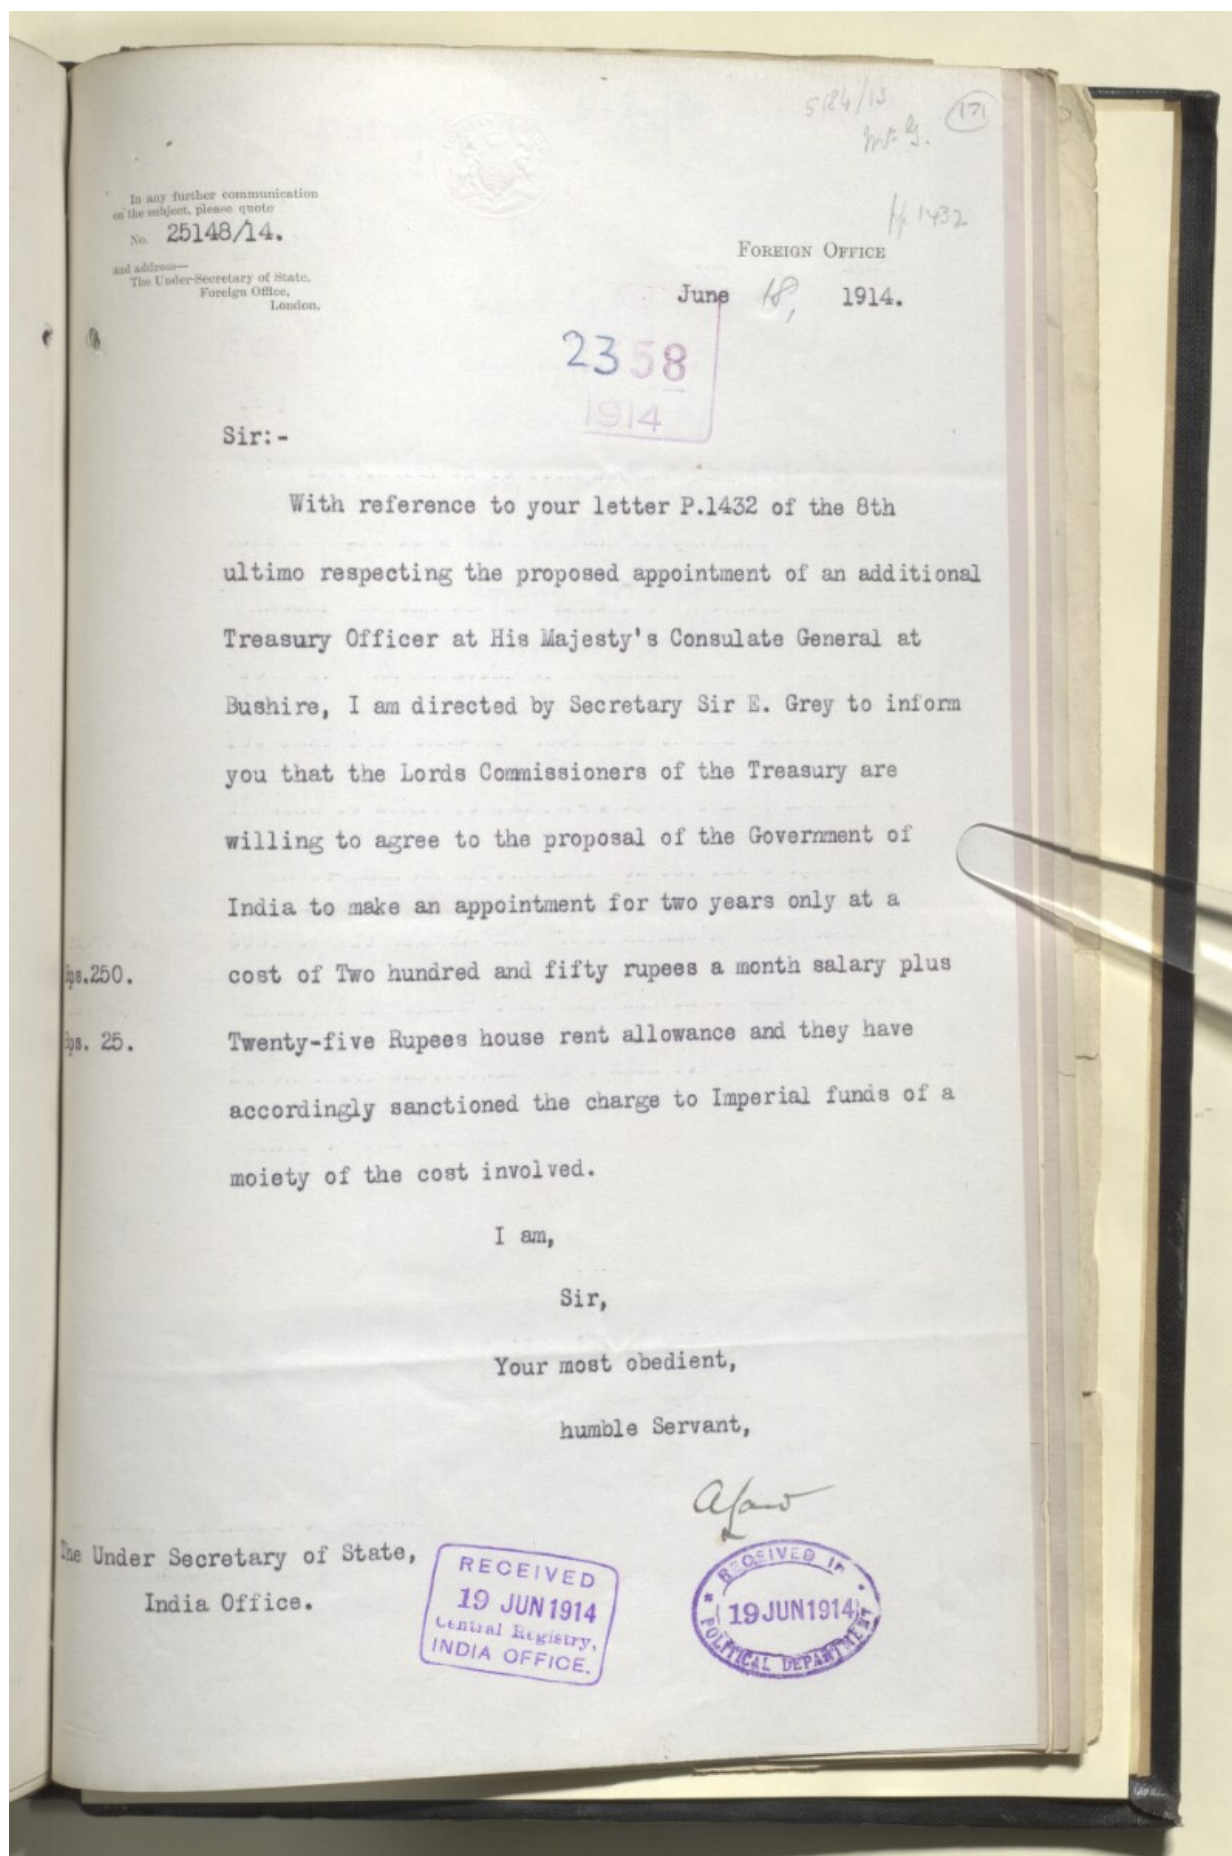 5184/13
171
In any further communication
on the subject, please quote
No. 25148/14.
and address—
The Under-Secretary of State,
Foreign Office,
London.
1432
FOREIGN OFFICE
June 18, 1914.
2358
1914
Sir:-
With reference to your letter P.1432 of the 8th
ultimo respecting the proposed appointment of an additional
Treasury Officer at His Majesty's Consulate General at
Bushire, I am directed by Secretary Sir E. Grey to inform
you that the Lords Commissioners of the Treasury are
willing to agree to the proposal of the Government of
India to make an appointment for two years only at a
Rps.250. cost of Two hundred and fifty rupees a month salary plus
Rps. 25. Twenty-five Rupees house rent allowance and they have
accordingly sanctioned the charge to Imperial funds of a
moiety of the cost involved.
I am,
Sir,
Your most obedient,
humble Servant,
The Under Secretary of State,
India Office.
RECEIVED
19 JUN 1914
Central Registry,
INDIA OFFICE.
RECEIVED IN
19 JUN 1914
POLITICAL DEPARTMENT